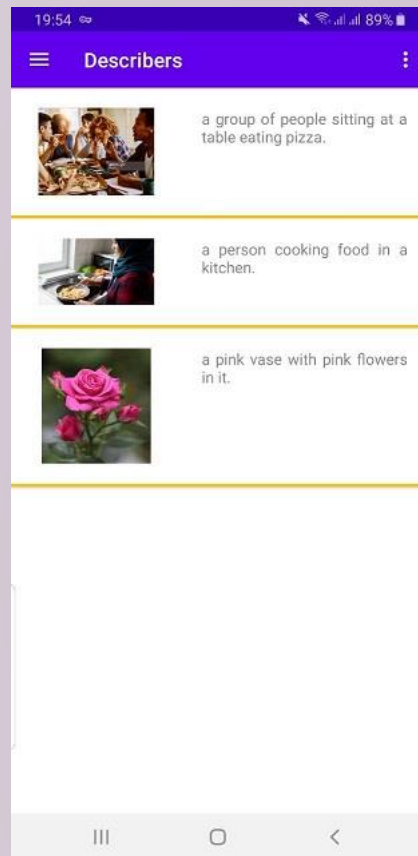 19:54 89%
Describers
a group of people sitting at a
table eating pizza.
a person cooking food in a
kitchen.
a pink vase with pink flowers
in it.